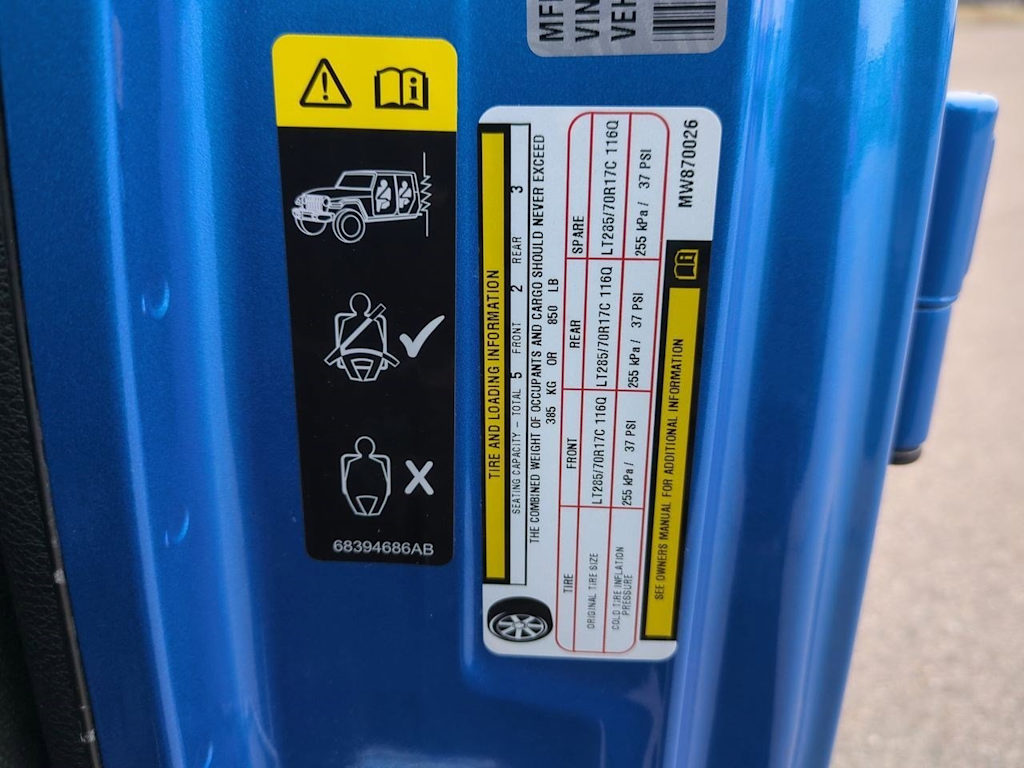 MF
VIN
VEH
68394686AB
TIRE AND LOADING INFORMATION
SEATING CAPACITY - TOTAL 5 FRONT 2 REAR 3
THE COMBINED WEIGHT OF OCCUPANTS AND CARGO SHOULD NEVER EXCEED
385 KG OR 850 LB
TIRE FRONT REAR SPARE
ORIGINAL TIRE SIZE LT285/70R17C 116Q LT285/70R17C 116Q LT285/70R17C 116Q
COLD TIRE INFLATION PRESSURE 255 kPa / 37 PSI 255 kPa / 37 PSI 255 kPa / 37 PSI
SEE OWNERS MANUAL FOR ADDITIONAL INFORMATION
MW870026